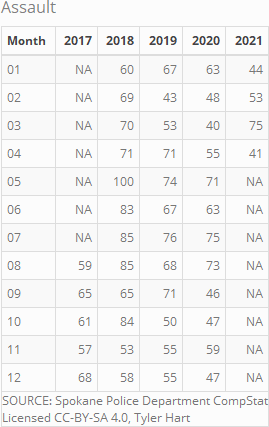 Assault
Month 2017 2018 2019 2020 2021
01 NA 60 67 63 44
02 NA 69 43 48 53
03 NA 70 53 40 75
04 NA 71 71 55 41
05 NA 100 74 71 NA
06 NA 83 67 63 NA
07 NA 85 76 75 NA
08 59 85 68 73 NA
09 65 65 71 46 NA
10 61 84 50 47 NA
11 57 53 55 59 NA
12 68 58 55 47 NA
SOURCE: Spokane Police Department CompStat
Licensed CC-BY-SA 4.0, Tyler Hart